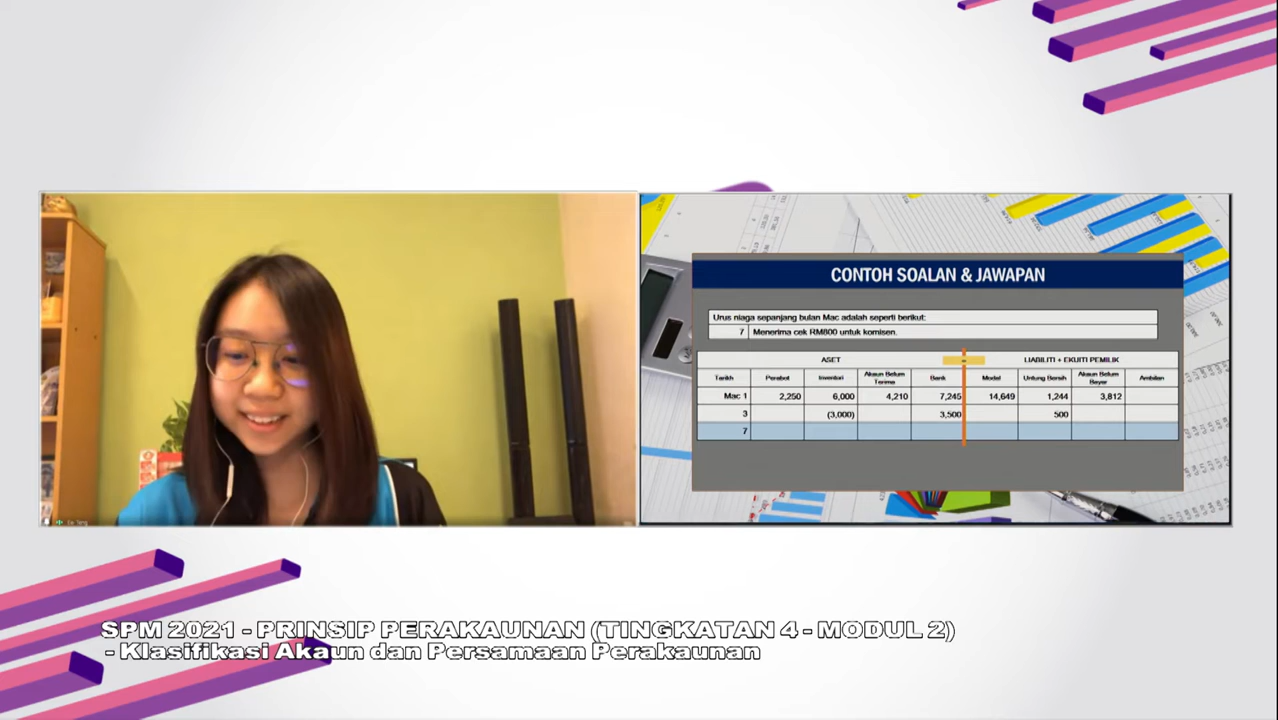 CONTOH SOALAN & JAWAPAN
Urus niaga sepanjang bulan Mac adalah seperti berikut:
7 Menerima cek RM800 untuk komisen.
ASET = LIABILITI + EKUITI PEMILIK
Tarikh Perabot Inventori Akaun Belum Terima Bank Modal Untung Bersih Akaun Belum Bayar Ambilan
Mac 1 2,250 6,000 4,210 7,245 14,649 1,244 3,812
3 (3,000) 3,500 500
7
SPM 2021 - PRINSIP PERAKAUNAN (TINGKATAN 4 - MODUL 2)
- Klasifikasi Akaun dan Persamaan Perakaunan